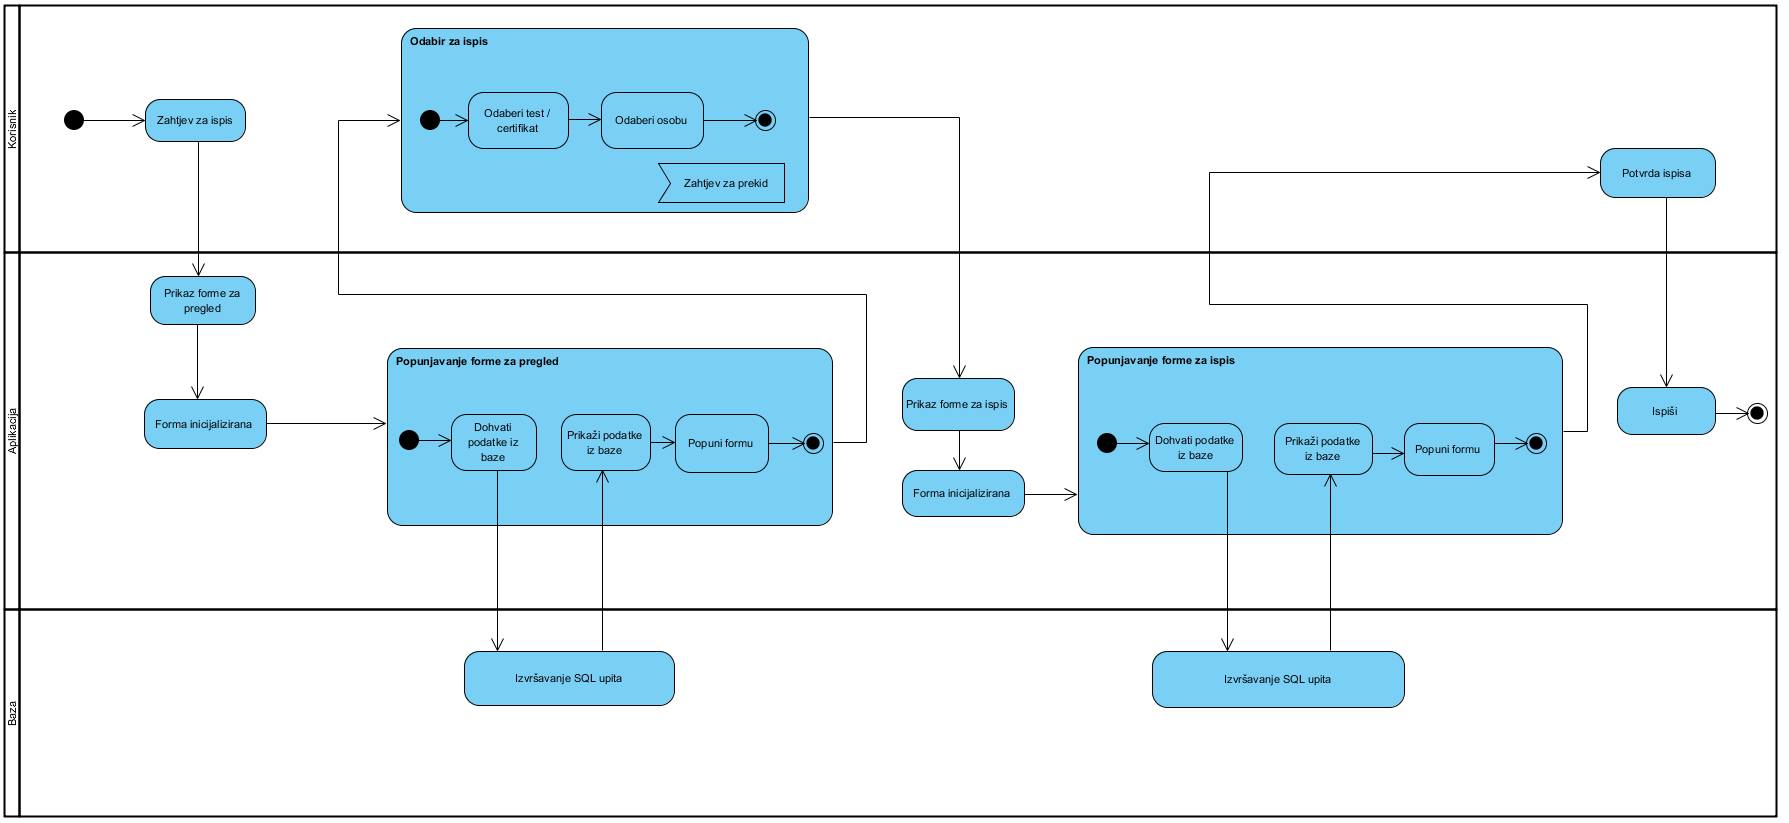 Korisnik
Zahtjev za ispis
Odabir za ispis
Odaberi test /
certifikat
Odaberi osobu
Zahtjev za prekid
Potvrda ispisa
Aplikacija
Prikaz forme za
pregled
Forma inicijalizirana
Popunjavanje forme za pregled
Dohvati
podatke iz
baze
Prikaži podatke
iz baze
Popuni formu
Prikaz forme za ispis
Forma inicijalizirana
Popunjavanje forme za ispis
Dohvati podatke
iz baze
Prikaži podatke
iz baze
Popuni formu
Ispiši
Baza
Izvršavanje SQL upita
Izvršavanje SQL upita